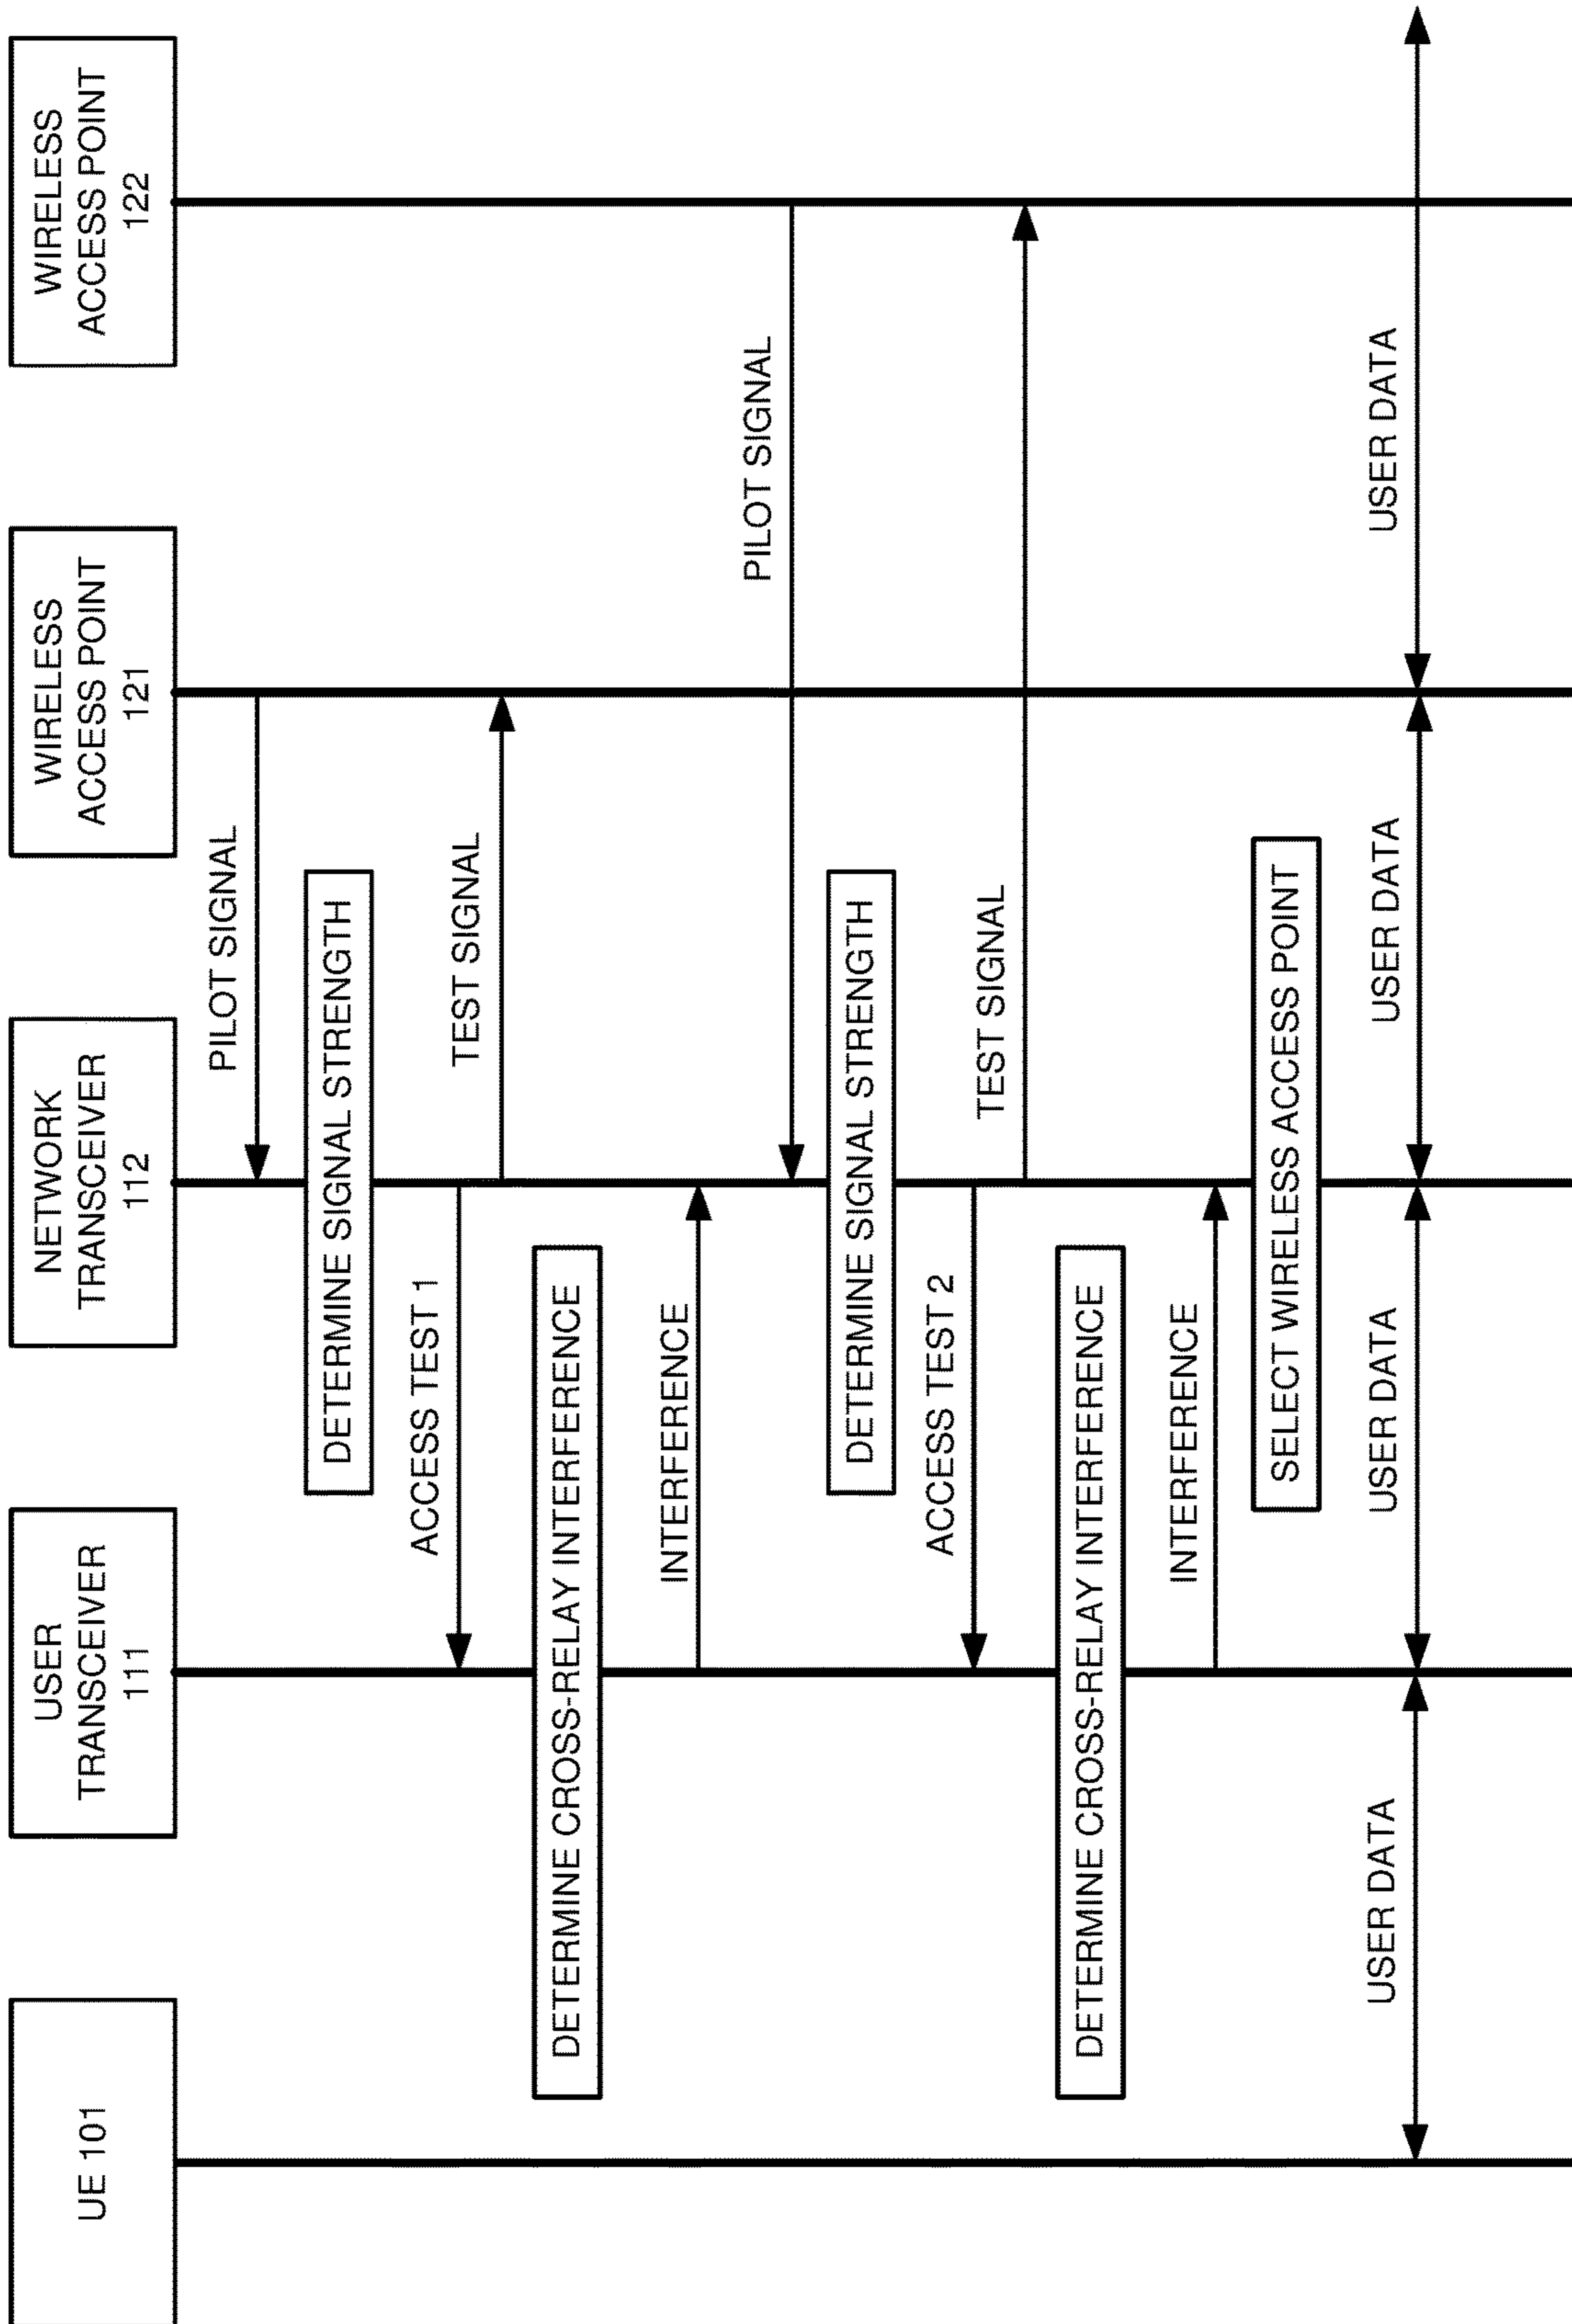 UE 101
USER
TRANSCEIVER
111
NETWORK
TRANSCEIVER
112
WIRELESS
ACCESS POINT
121
WIRELESS
ACCESS POINT
122
PILOT SIGNAL
DETERMINE SIGNAL STRENGTH
ACCESS TEST 1
TEST SIGNAL
DETERMINE CROSS-RELAY INTERFERENCE
INTERFERENCE
PILOT SIGNAL
DETERMINE SIGNAL STRENGTH
ACCESS TEST 2
TEST SIGNAL
DETERMINE CROSS-RELAY INTERFERENCE
INTERFERENCE
SELECT WIRELESS ACCESS POINT
USER DATA
USER DATA
USER DATA
USER DATA